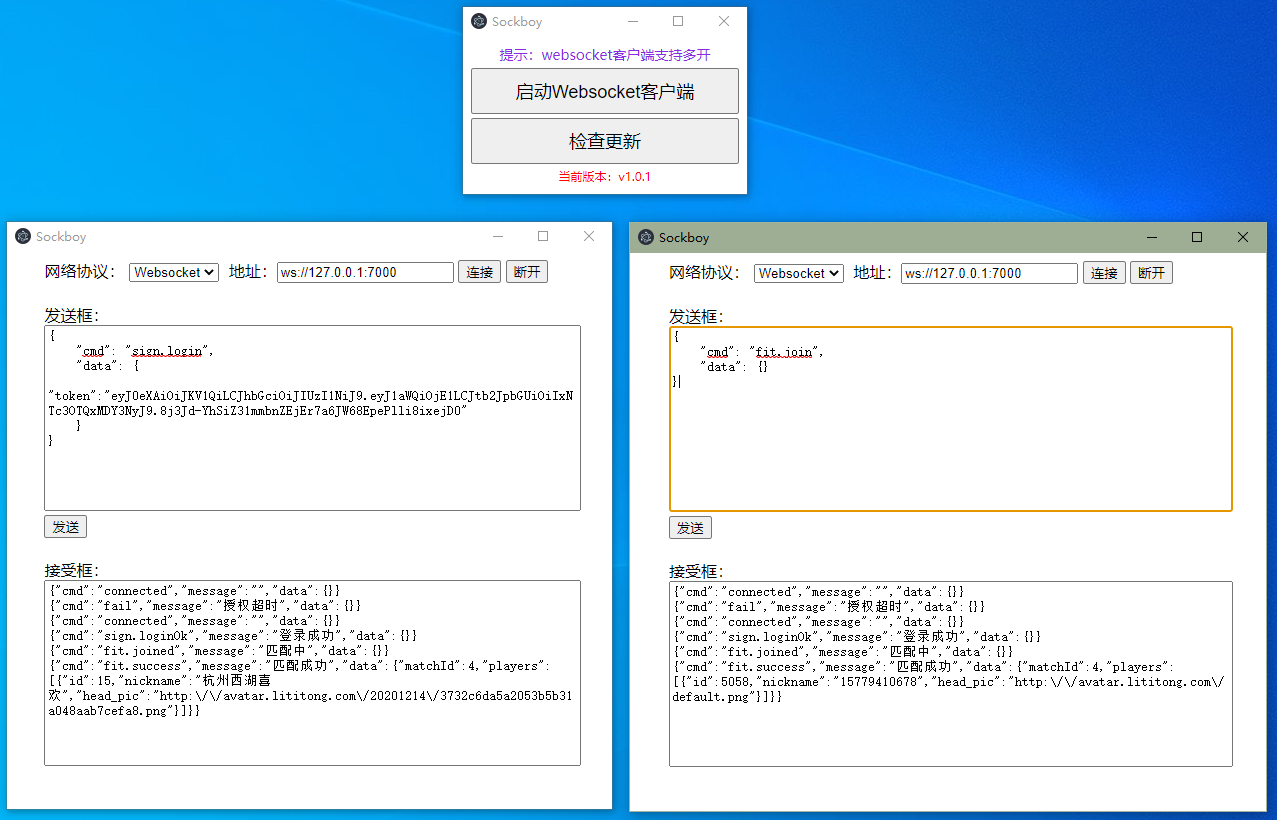 Sockboy
提示：websocket客户端支持多开
启动Websocket客户端
检查更新
当前版本：v1.0.1
Sockboy
网络协议： Websocket 地址： ws://127.0.0.1:7000 连接 断开
发送框：
{
"cmd": "sign.login",
"data": {
"token":"eyJ0eXAiOiJKV1QiLCJhbGciOiJIUzI1NiJ9.eyJ1aWQiOjE1LCJtb2JpbGUiOiIxN
Tc3OTQxMDY3NyJ9.8j3Jd-YhSiZ31mmbnZEjEr7a6JW68EpePlli8ixejD0"
}
}
发送
接受框：
{"cmd":"connected","message":"","data":{}}
{"cmd":"fail","message":"授权超时","data":{}}
{"cmd":"connected","message":"","data":{}}
{"cmd":"sign.loginOk","message":"登录成功","data":{}}
{"cmd":"fit.joined","message":"匹配中","data":{}}
{"cmd":"fit.success","message":"匹配成功","data":{"matchId":4,"players":
[{"id":15,"nickname":"杭州西湖喜
欢","head_pic":"http:\/\/avatar.lititong.com\/20201214\/3732c6da5a2053b5b31
a048aab7cefa8.png"}]}}
Sockboy
网络协议： Websocket 地址： ws://127.0.0.1:7000 连接 断开
发送框：
{
"cmd": "fit.join",
"data": {}
}
发送
接受框：
{"cmd":"connected","message":"","data":{}}
{"cmd":"fail","message":"授权超时","data":{}}
{"cmd":"connected","message":"","data":{}}
{"cmd":"sign.loginOk","message":"登录成功","data":{}}
{"cmd":"fit.joined","message":"匹配中","data":{}}
{"cmd":"fit.success","message":"匹配成功","data":{"matchId":4,"players":
[{"id":5058,"nickname":"15779410678","head_pic":"http:\/\/avatar.lititong.com\/
default.png"}]}}